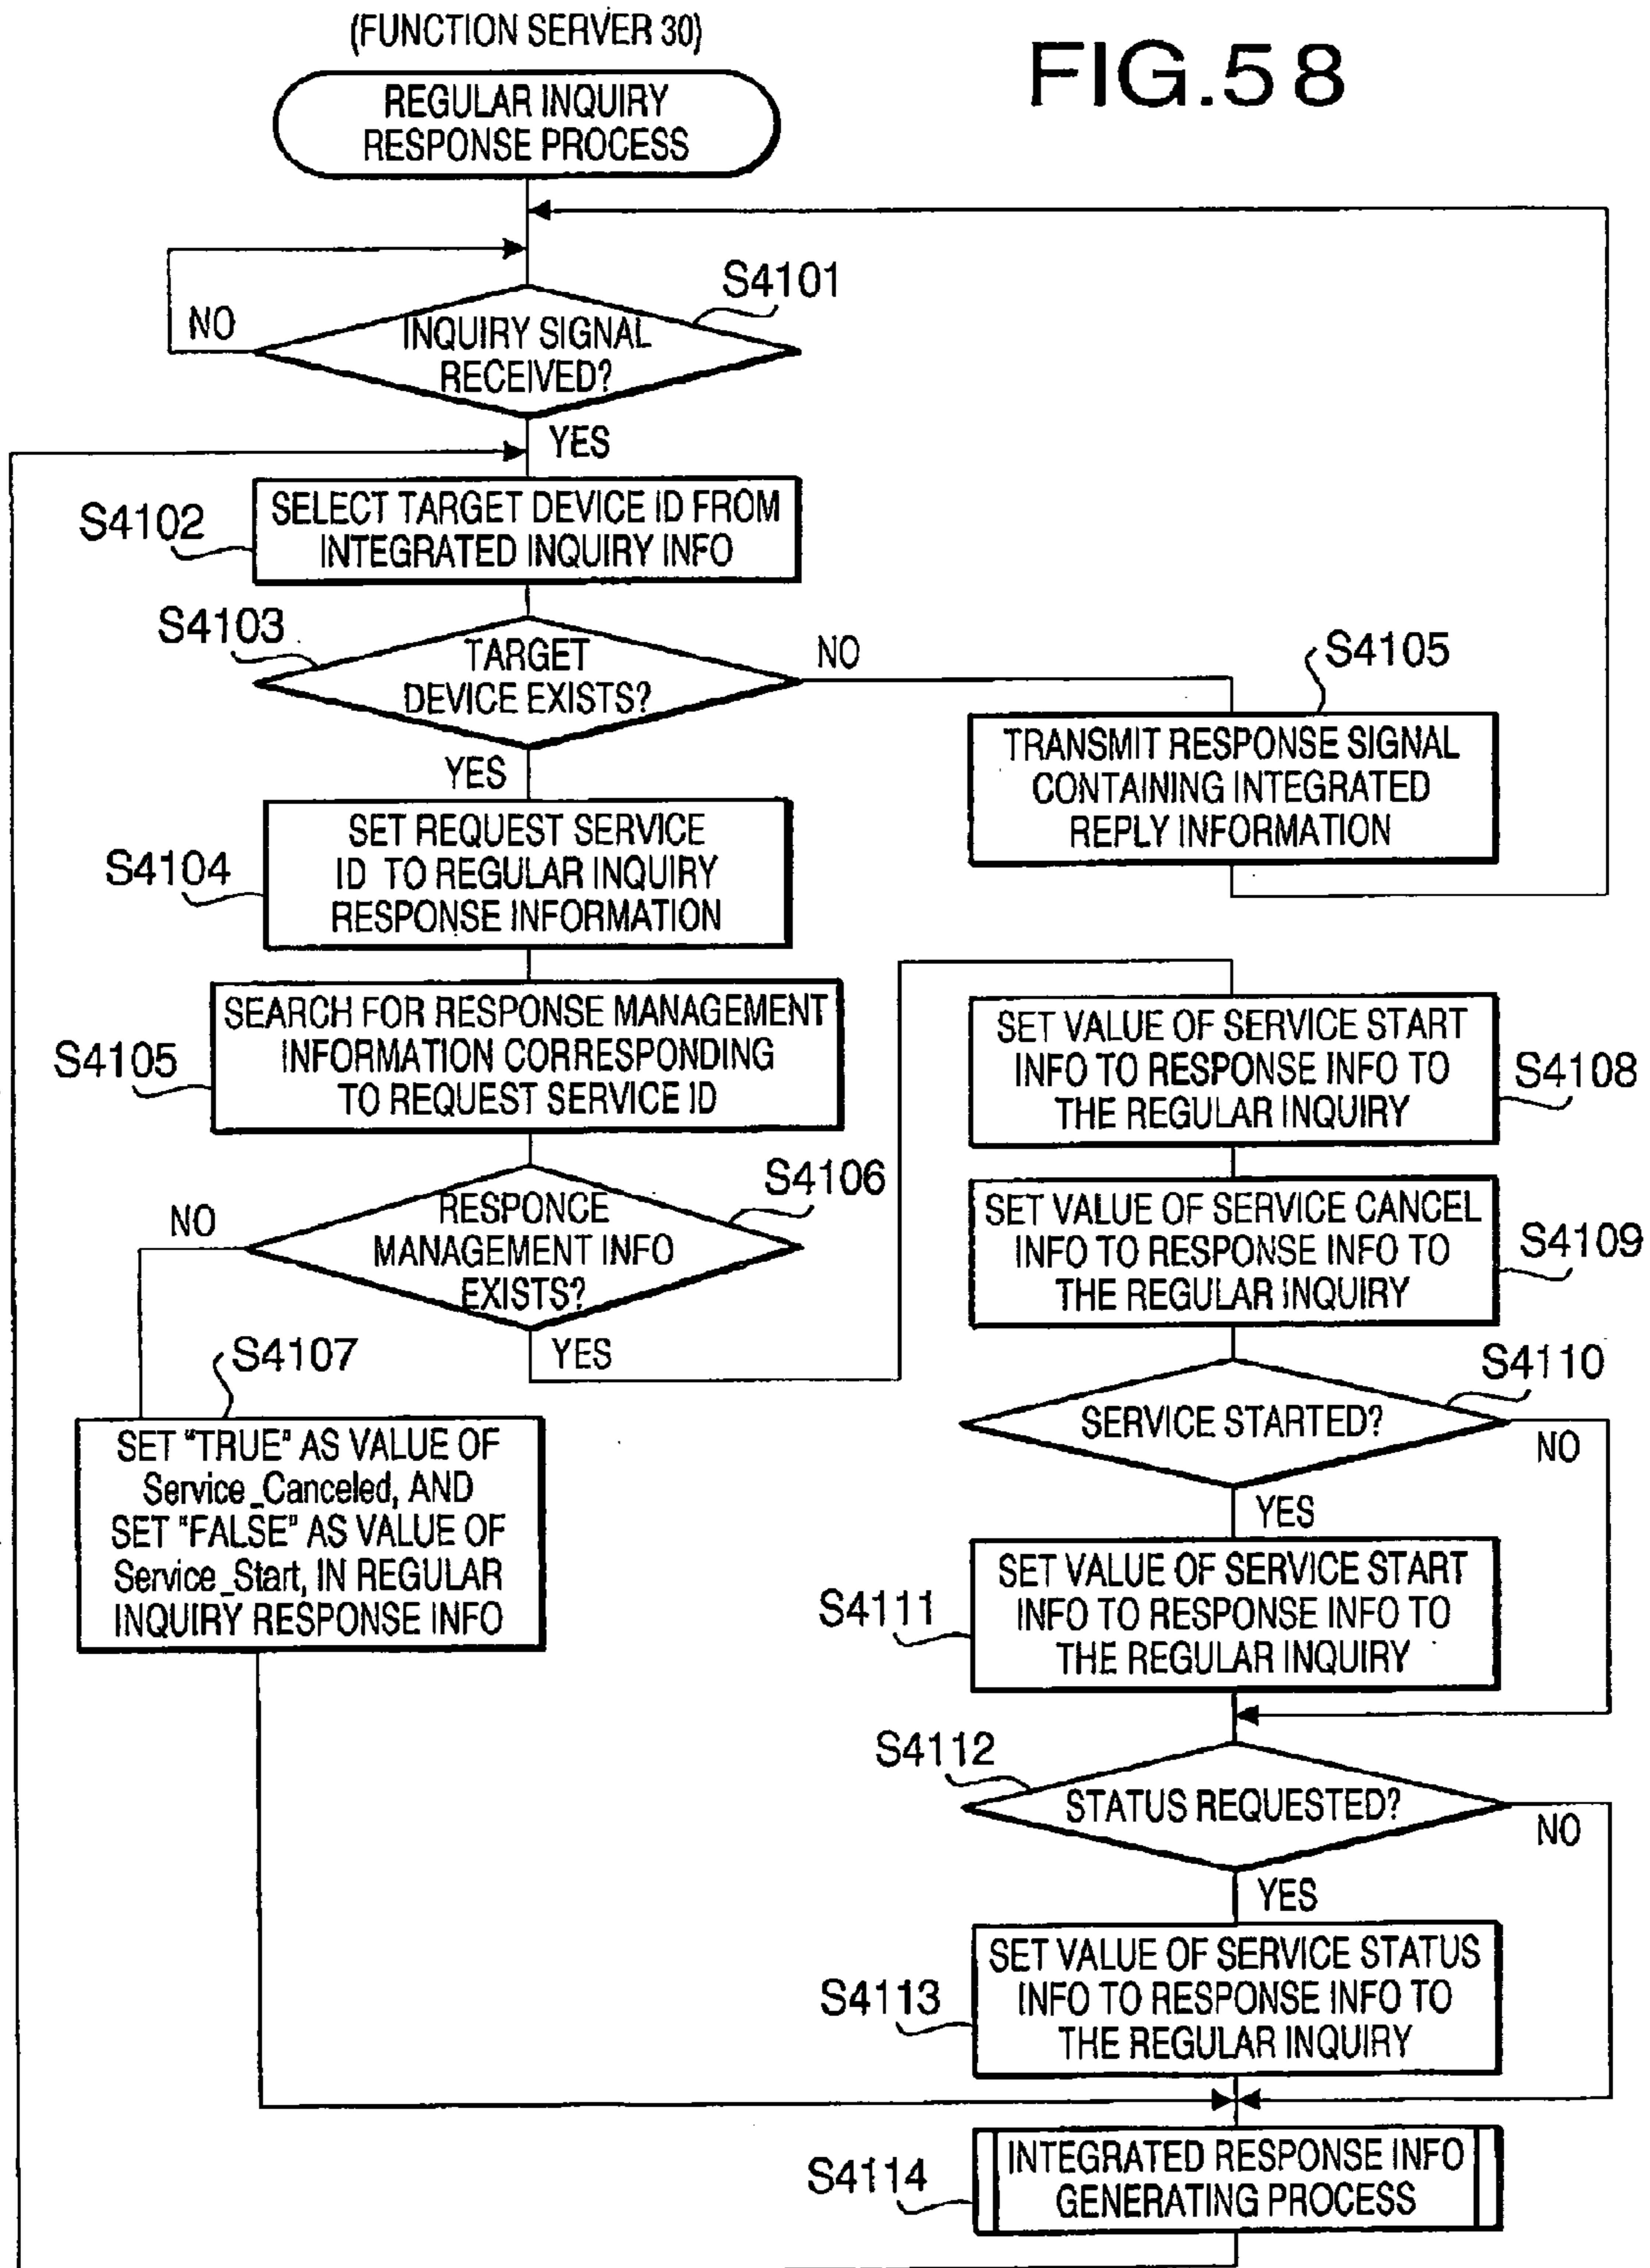 (FUNCTION SERVER 30)
FIG.58
REGULAR INQUIRY
RESPONSE PROCESS
S4101
NO
INQUIRY SIGNAL
RECEIVED?
YES
S4102
SELECT TARGET DEVICE ID FROM
INTEGRATED INQUIRY INFO
S4103
TARGET
DEVICE EXISTS?
NO
YES
S4105
TRANSMIT RESPONSE SIGNAL
CONTAINING INTEGRATED
REPLY INFORMATION
S4104
SET REQUEST SERVICE
ID TO REGULAR INQUIRY
RESPONSE INFORMATION
S4105
SEARCH FOR RESPONSE MANAGEMENT
INFORMATION CORRESPONDING
TO REQUEST SERVICE ID
S4106
NO
RESPONCE
MANAGEMENT INFO
EXISTS?
YES
S4107
SET "TRUE" AS VALUE OF
Service_Canceled, AND
SET "FALSE" AS VALUE OF
Service_Start, IN REGULAR
INQUIRY RESPONSE INFO
SET VALUE OF SERVICE START
INFO TO RESPONSE INFO TO
THE REGULAR INQUIRY
S4108
SET VALUE OF SERVICE CANCEL
INFO TO RESPONSE INFO TO
THE REGULAR INQUIRY
S4109
S4110
SERVICE STARTED?
NO
YES
S4111
SET VALUE OF SERVICE START
INFO TO RESPONSE INFO TO
THE REGULAR INQUIRY
S4112
STATUS REQUESTED?
NO
YES
S4113
SET VALUE OF SERVICE STATUS
INFO TO RESPONSE INFO TO
THE REGULAR INQUIRY
S4114
INTEGRATED RESPONSE INFO
GENERATING PROCESS